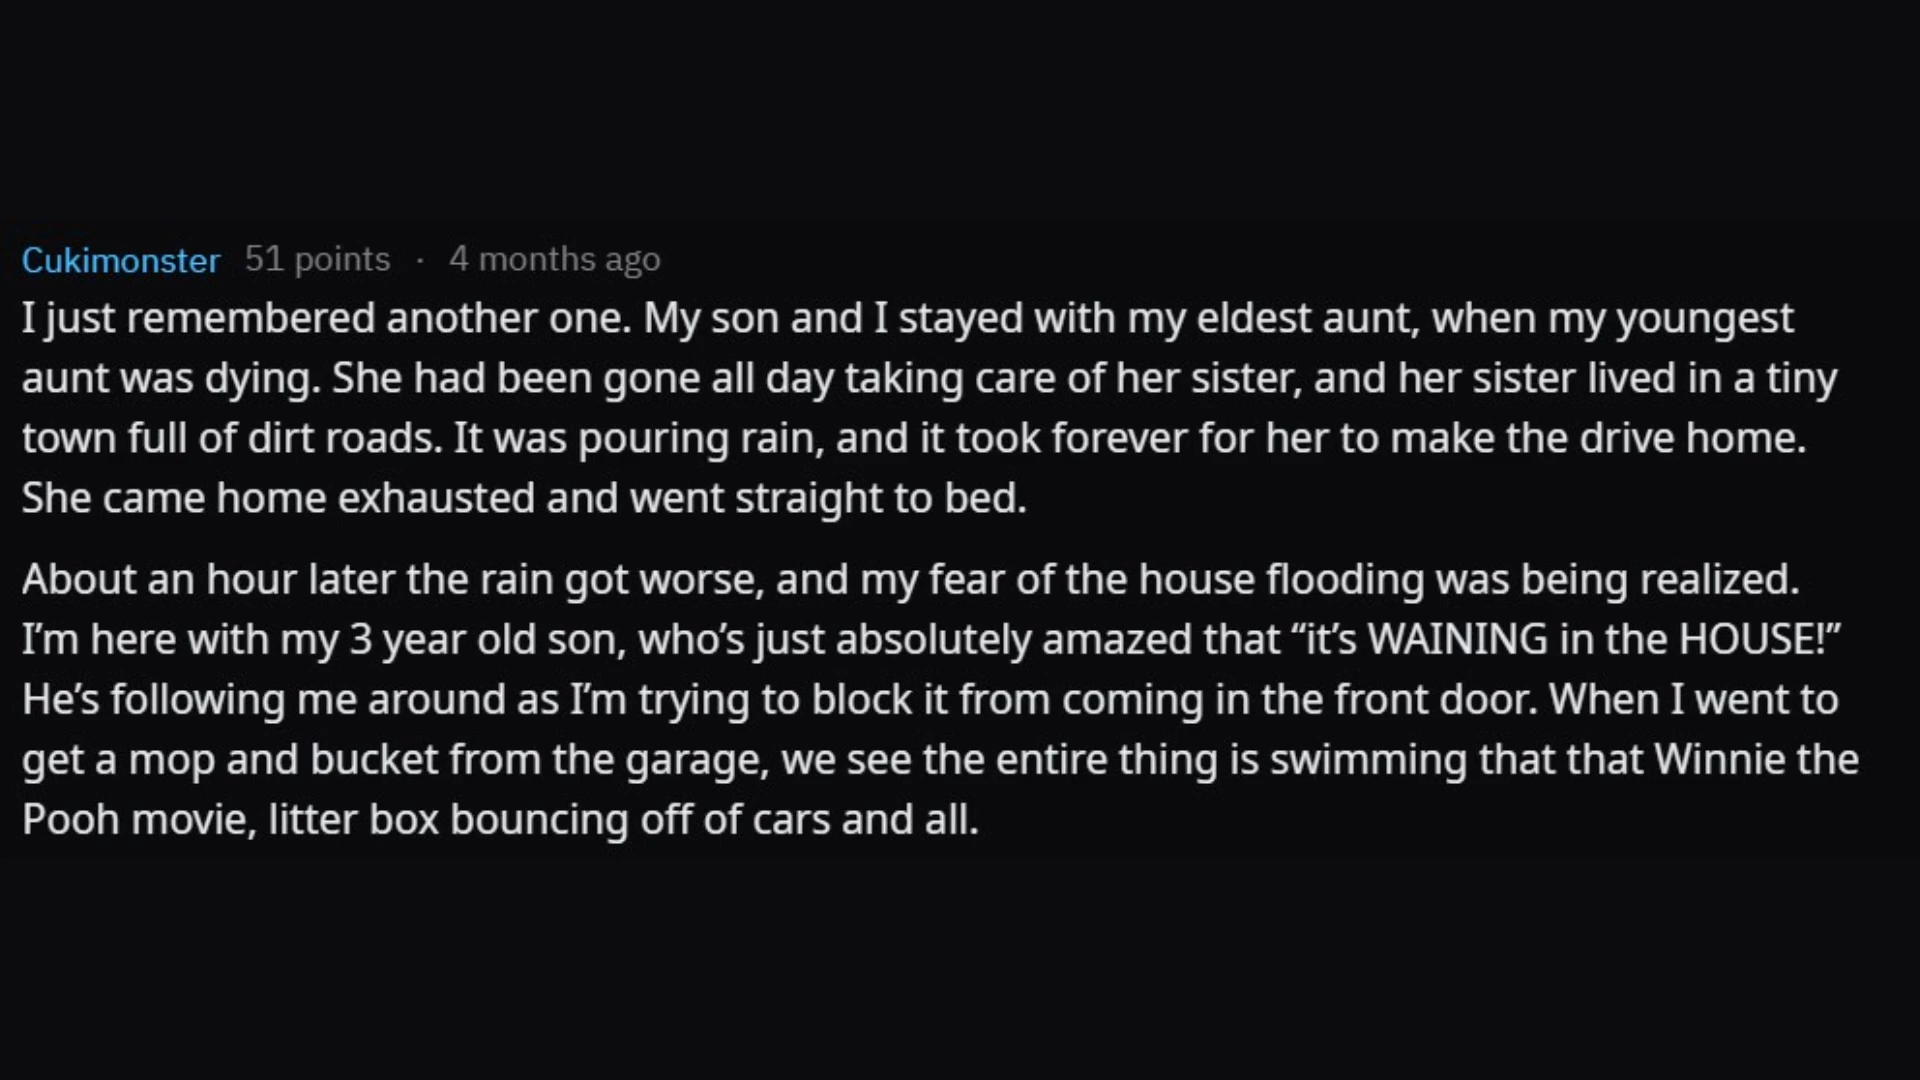 Cukimonster 51 points · 4 months ago
I just remembered another one. My son and I stayed with my eldest aunt, when my youngest
aunt was dying. She had been gone all day taking care of her sister, and her sister lived in a tiny
town full of dirt roads. It was pouring rain, and it took forever for her to make the drive home.
She came home exhausted and went straight to bed.
About an hour later the rain got worse, and my fear of the house flooding was being realized.
I’m here with my 3 year old son, who’s just absolutely amazed that “it’s WAINING in the HOUSE!”
He’s following me around as I’m trying to block it from coming in the front door. When I went to
get a mop and bucket from the garage, we see the entire thing is swimming that that Winnie the
Pooh movie, litter box bouncing off of cars and all.